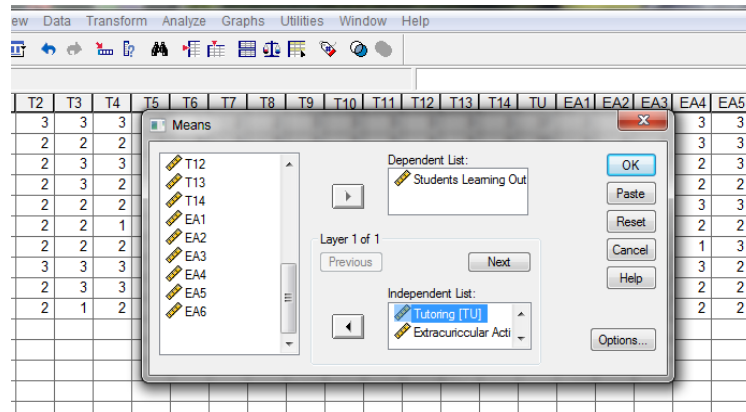 ew Data Transform Analyze Graphs Utilities Window Help
T2 T3 T4 T5 T6 T7 T8 T9 T10 T11 T12 T13 T14 TU EA1 EA2 EA3 EA4 EA5
3 3 3 3 3
2 2 2 3 3
2 3 3 2 3
2 3 2 2 2
2 2 2 3 3
2 2 1 2 2
2 2 2 1 3
3 3 3 3 2
2 3 3 2 2
2 1 2 2 2
Means
T12
T13
T14
EA1
EA2
EA3
EA4
EA5
EA6
Dependent List:
Students Learning Out
Layer 1 of 1
Previous
Next
Independent List:
Tutoring [TU]
Extracuriccular Acti
OK
Paste
Reset
Cancel
Help
Options...